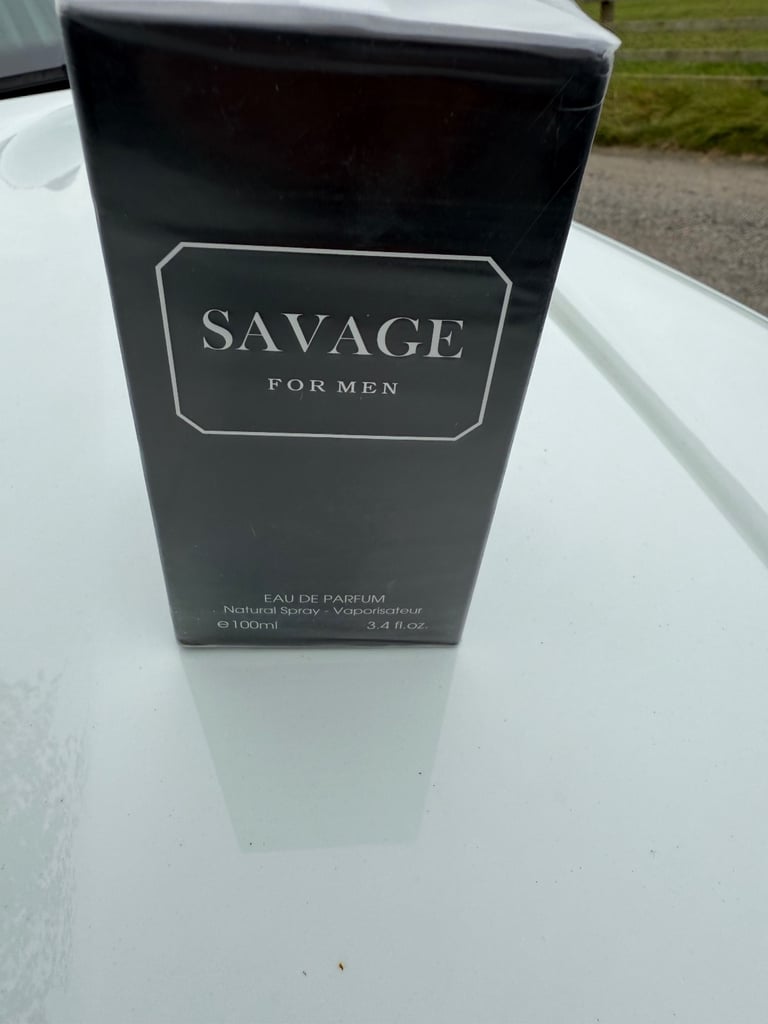 SAVAGE
FOR MEN
EAU DE PARFUM
Natural Spray - Vaporisateur
℮100ml 3.4 fl.oz.